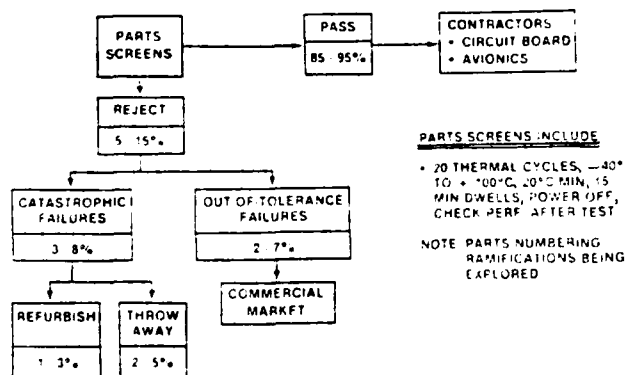 PARTS
SCREENS
PASS
85 - 95%
CONTRACTORS
• CIRCUIT BOARD
• AVIONICS
REJECT
5 - 15%
CATASTROPHIC
FAILURES
3 - 8%
OUT OF TOLERANCE
FAILURES
2 - 7%
REFURBISH
1 - 3%
THROW
AWAY
2 - 5%
COMMERCIAL
MARKET
PARTS SCREENS INCLUDE
• 20 THERMAL CYCLES, —40°
TO + 100°C, 20°C MIN, 15
MIN DWELLS, POWER OFF,
CHECK PERF AFTER TEST
NOTE PARTS NUMBERING
RAMIFICATIONS BEING
EXPLORED